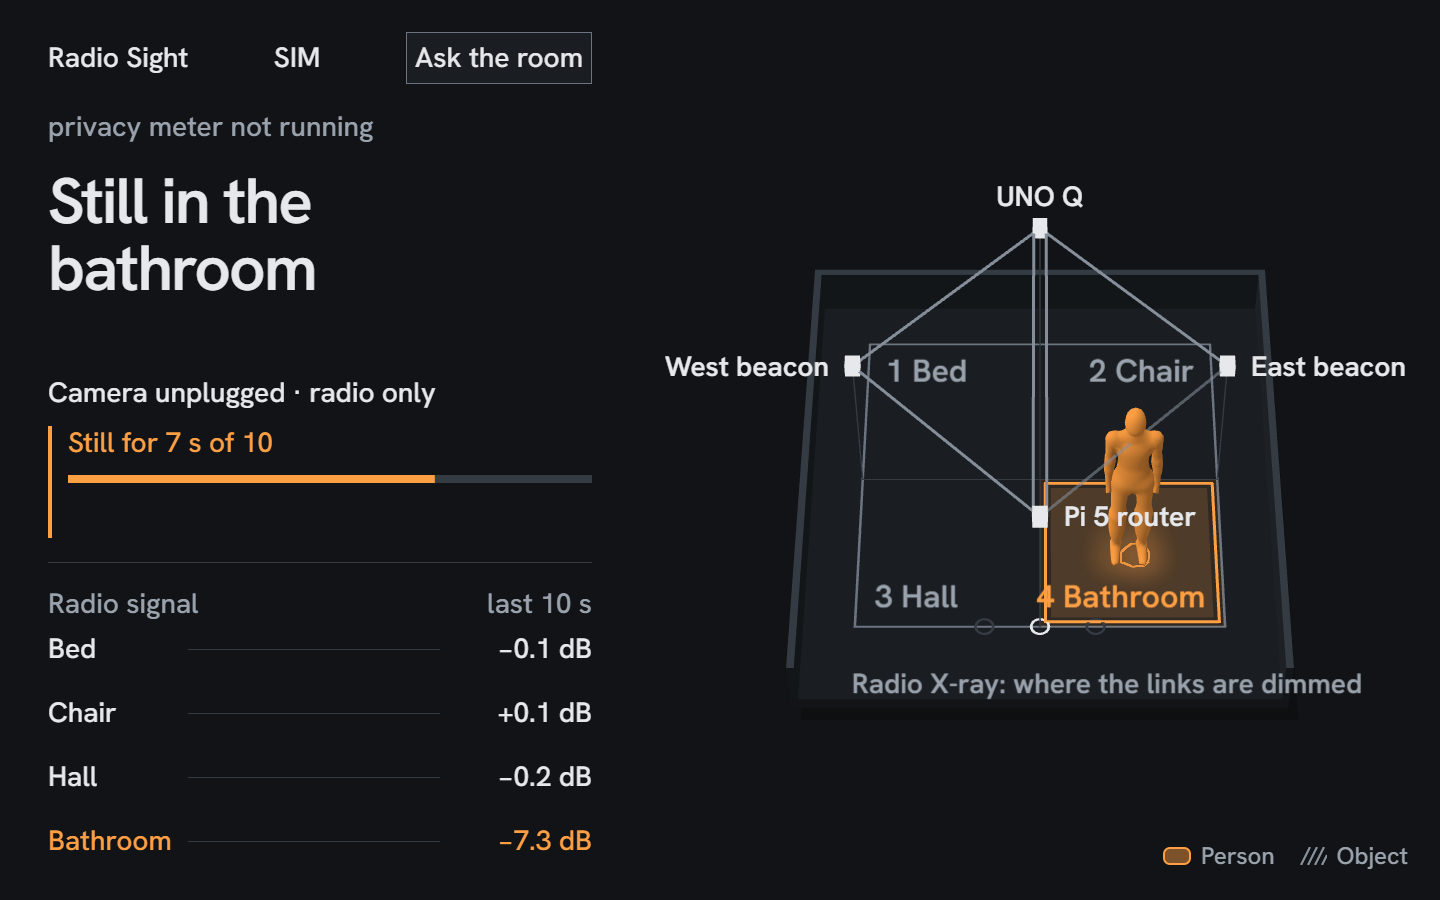 Radio Sight
SIM
Ask the room
privacy meter not running
Still in the
bathroom
Camera unplugged · radio only
Still for 7 s of 10
Radio signal
last 10 s
Bed
−0.1 dB
Chair
+0.1 dB
Hall
−0.2 dB
Bathroom
−7.3 dB
UNO Q
West beacon
East beacon
1 Bed
2 Chair
Pi 5 router
3 Hall
4 Bathroom
Radio X-ray: where the links are dimmed
Person
Object